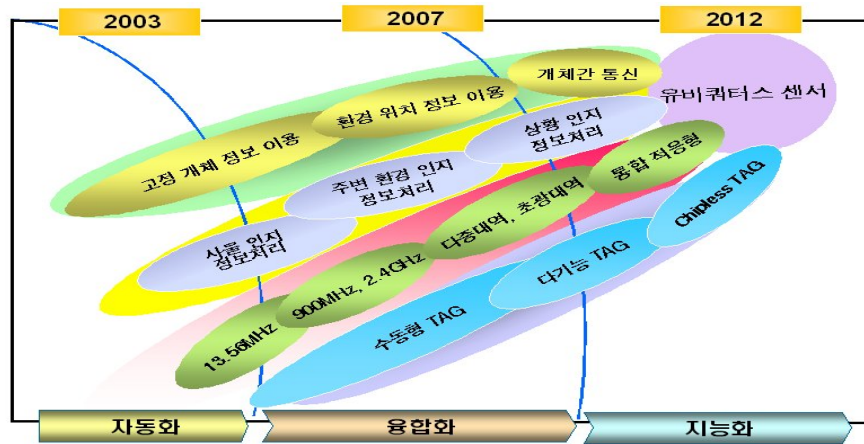 2003
2007
2012
개체간 통신
환경 위치 정보 이용
고정 개체 정보 이용
유비쿼터스 센서
상황 인지
정보처리
주변 환경 인지
정보처리
사물 인지
정보처리
통합 적응형
다중대역, 초광대역
900MHz, 2.4GHz
13.56MHz
Chipless TAG
다기능 TAG
수동형 TAG
자동화
융합화
지능화